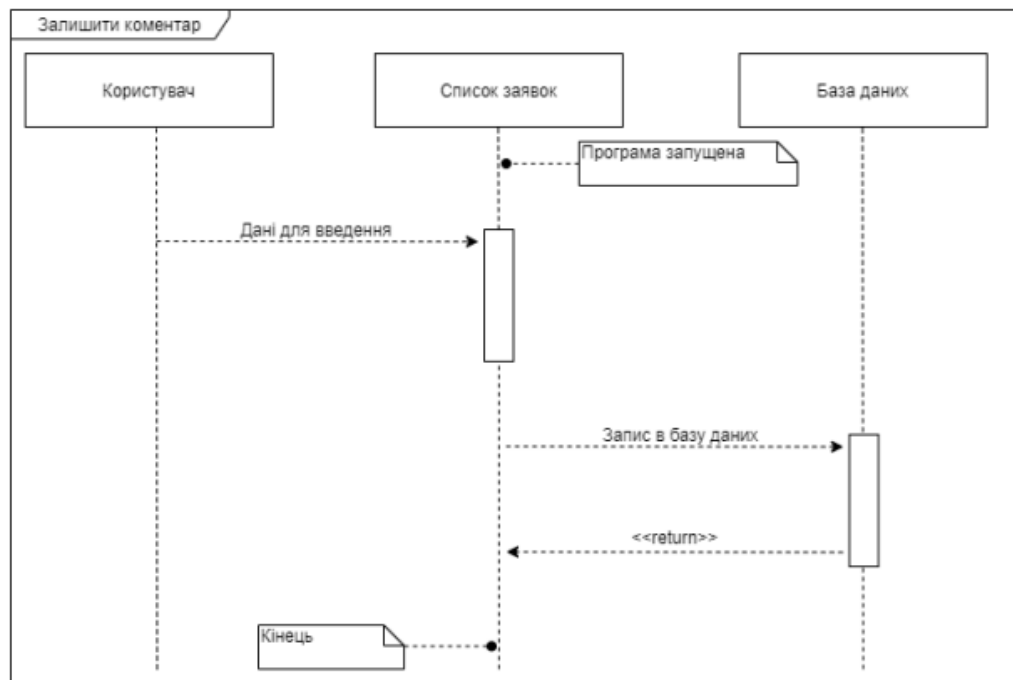 Залишити коментар
Користувач
Список заявок
База даних
Програма запущена
Дані для введення
Запис в базу даних
<<return>>
Кінець